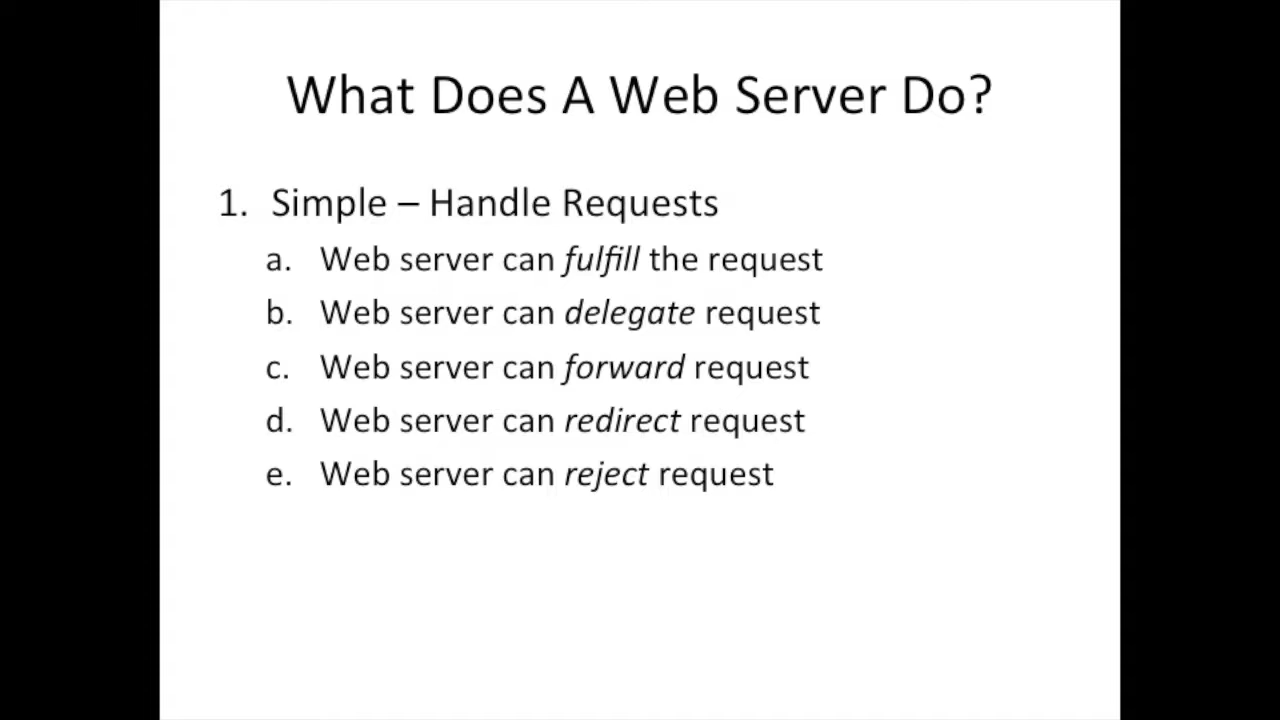 What Does A Web Server Do?
1. Simple – Handle Requests
a. Web server can fulfill the request
b. Web server can delegate request
c. Web server can forward request
d. Web server can redirect request
e. Web server can reject request